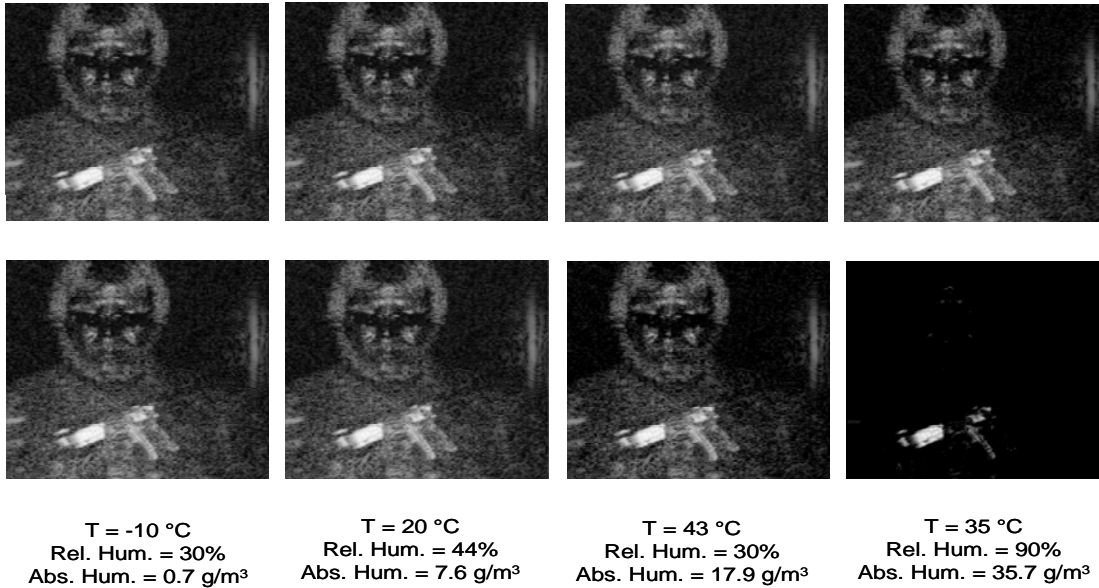 T = -10 °C
Rel. Hum. = 30%
Abs. Hum. = 0.7 g/m³
T = 20 °C
Rel. Hum. = 44%
Abs. Hum. = 7.6 g/m³
T = 43 °C
Rel. Hum. = 30%
Abs. Hum. = 17.9 g/m³
T = 35 °C
Rel. Hum. = 90%
Abs. Hum. = 35.7 g/m³